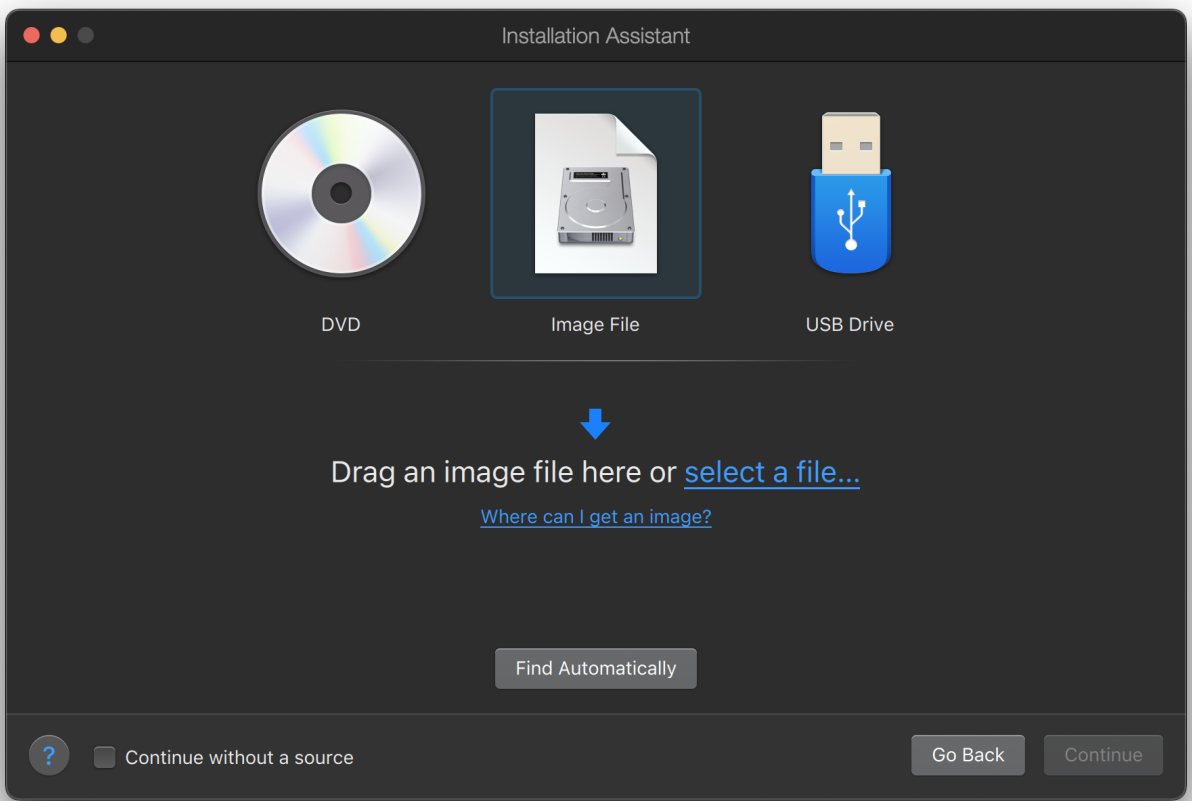 Installation Assistant
DVD
Image File
USB Drive
Drag an image file here or select a file...
Where can I get an image?
Find Automatically
?
Continue without a source
Go Back
Continue